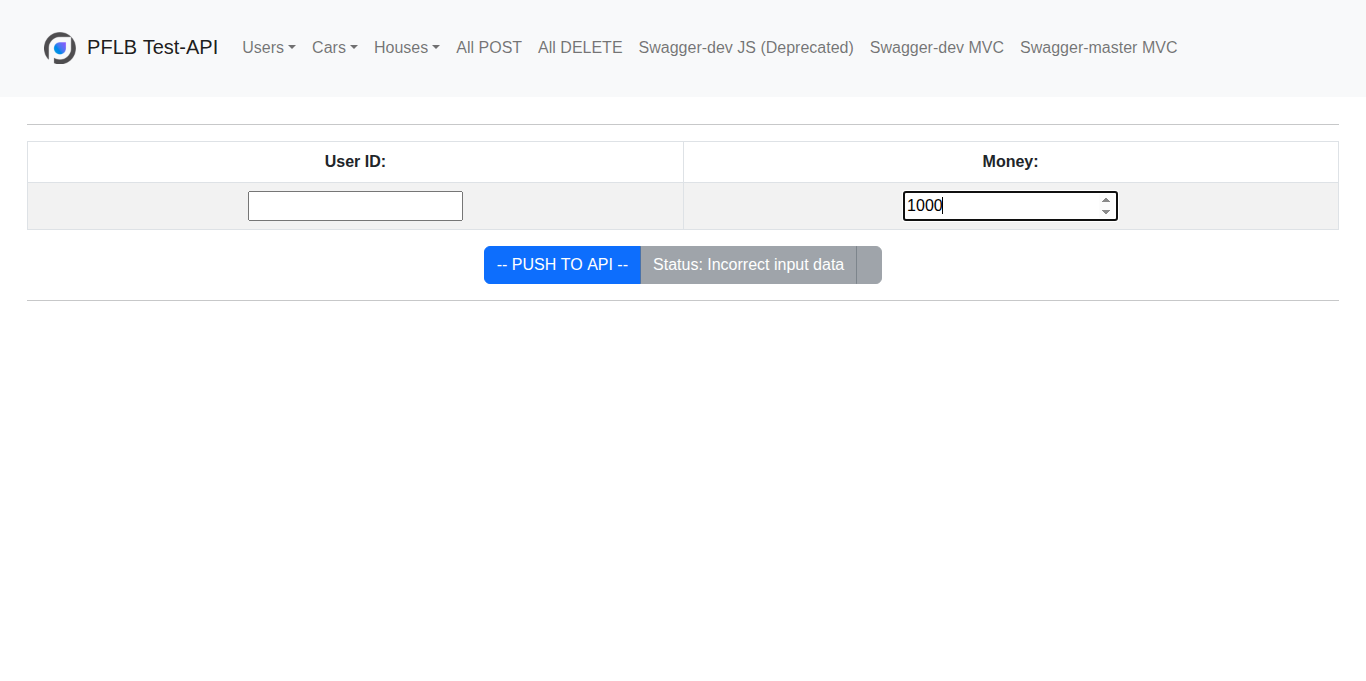 PFLB Test-API Users Cars Houses All POST All DELETE Swagger-dev JS (Deprecated) Swagger-dev MVC Swagger-master MVC
User ID: Money:
1000
-- PUSH TO API -- Status: Incorrect input data